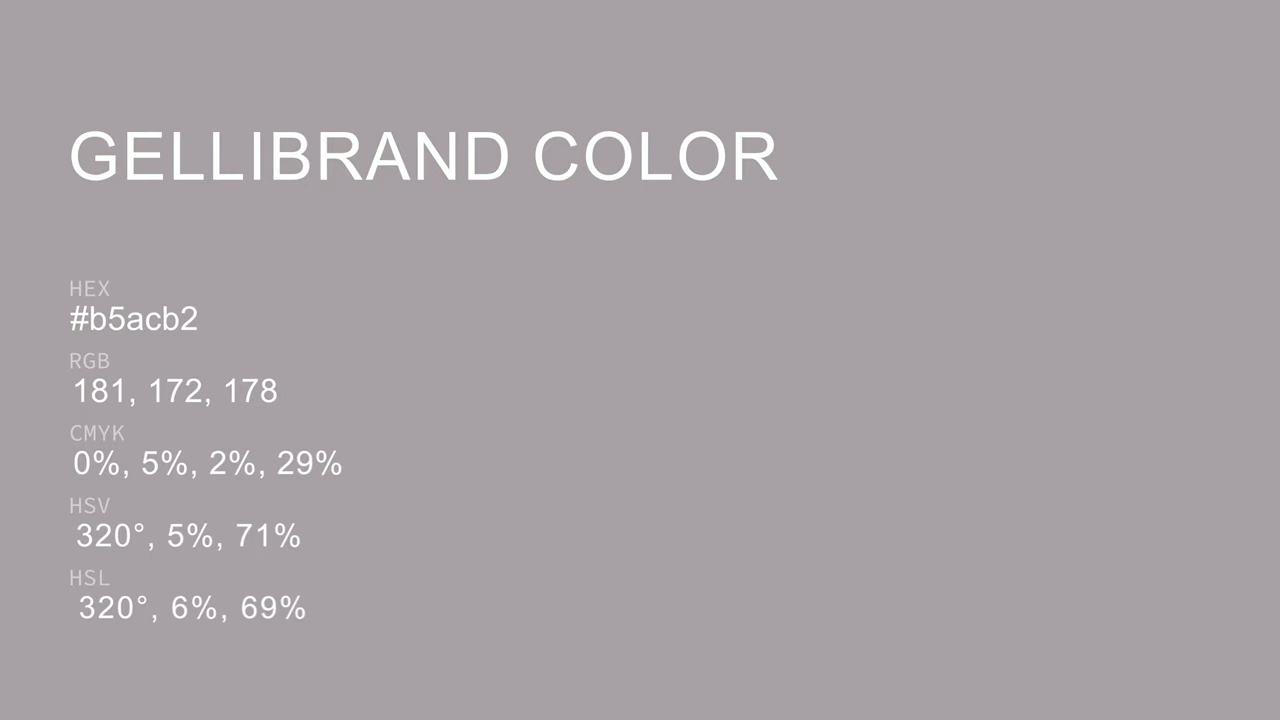 GELLIBRAND COLOR
HEX
#b5acb2
RGB
181, 172, 178
CMYK
0%, 5%, 2%, 29%
HSV
320°, 5%, 71%
HSL
320°, 6%, 69%